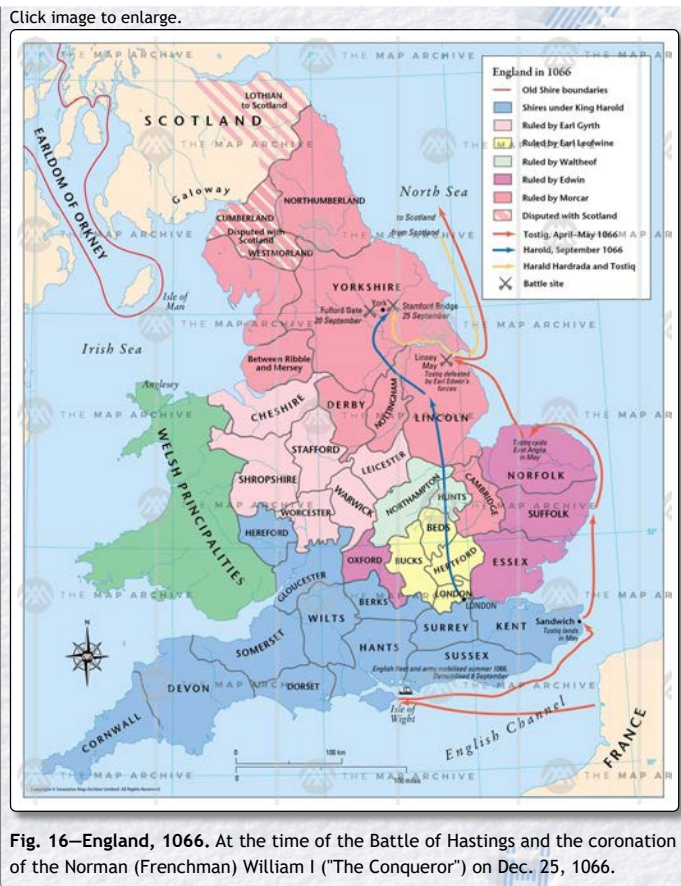 Click image to enlarge.
THE MAP ARCHIVE
England in 1066
Old Shire boundaries
Shires under King Harold
Ruled by Earl Gyrth
Ruled by Earl Leofwine
Ruled by Waltheof
Ruled by Edwin
Ruled by Morcar
Disputed with Scotland
Tostig, April–May 1066
Harold, September 1066
Harald Hardrada and Tostig
Battle site
LOTHIAN
to Scotland
SCOTLAND
EARLDOM OF ORKNEY
Galoway
NORTHUMBERLAND
North Sea
to Scotland
from Scotland
CUMBERLAND
Disputed with
Scotland
WESTMORLAND
Isle of
Man
YORKSHIRE
Fulford Gate
20 September
York
Stamford Bridge
25 September
Irish Sea
Between Ribble
and Mersey
Linsey
May
Tostig defeated
by Earl Edwin's
forces
Anglesey
CHESHIRE
DERBY
NOTTINGHAM
LINCOLN
WELSH PRINCIPALITIES
STAFFORD
SHROPSHIRE
LEICESTER
Tostig raids
East Anglia
in May
NORFOLK
WARWICK
NORTHAMPTON
HUNTS
CAMBRIDGE
SUFFOLK
WORCESTER
HEREFORD
BEDS
OXFORD
BUCKS
HERTFORD
ESSEX
GLOUCESTER
LONDON
LONDON
BERKS
WILTS
SURREY
KENT
Sandwich
Tostig lands
in May
SOMERSET
HANTS
SUSSEX
English fleet and army mobilised summer 1066.
Demobilised 8 September
DEVON
DORSET
Isle of
Wight
CORNWALL
English Channel
FRANCE
N
0
100 km
0
100 miles
Fig. 16—England, 1066. At the time of the Battle of Hastings and the coronation
of the Norman (Frenchman) William I ("The Conqueror") on Dec. 25, 1066.